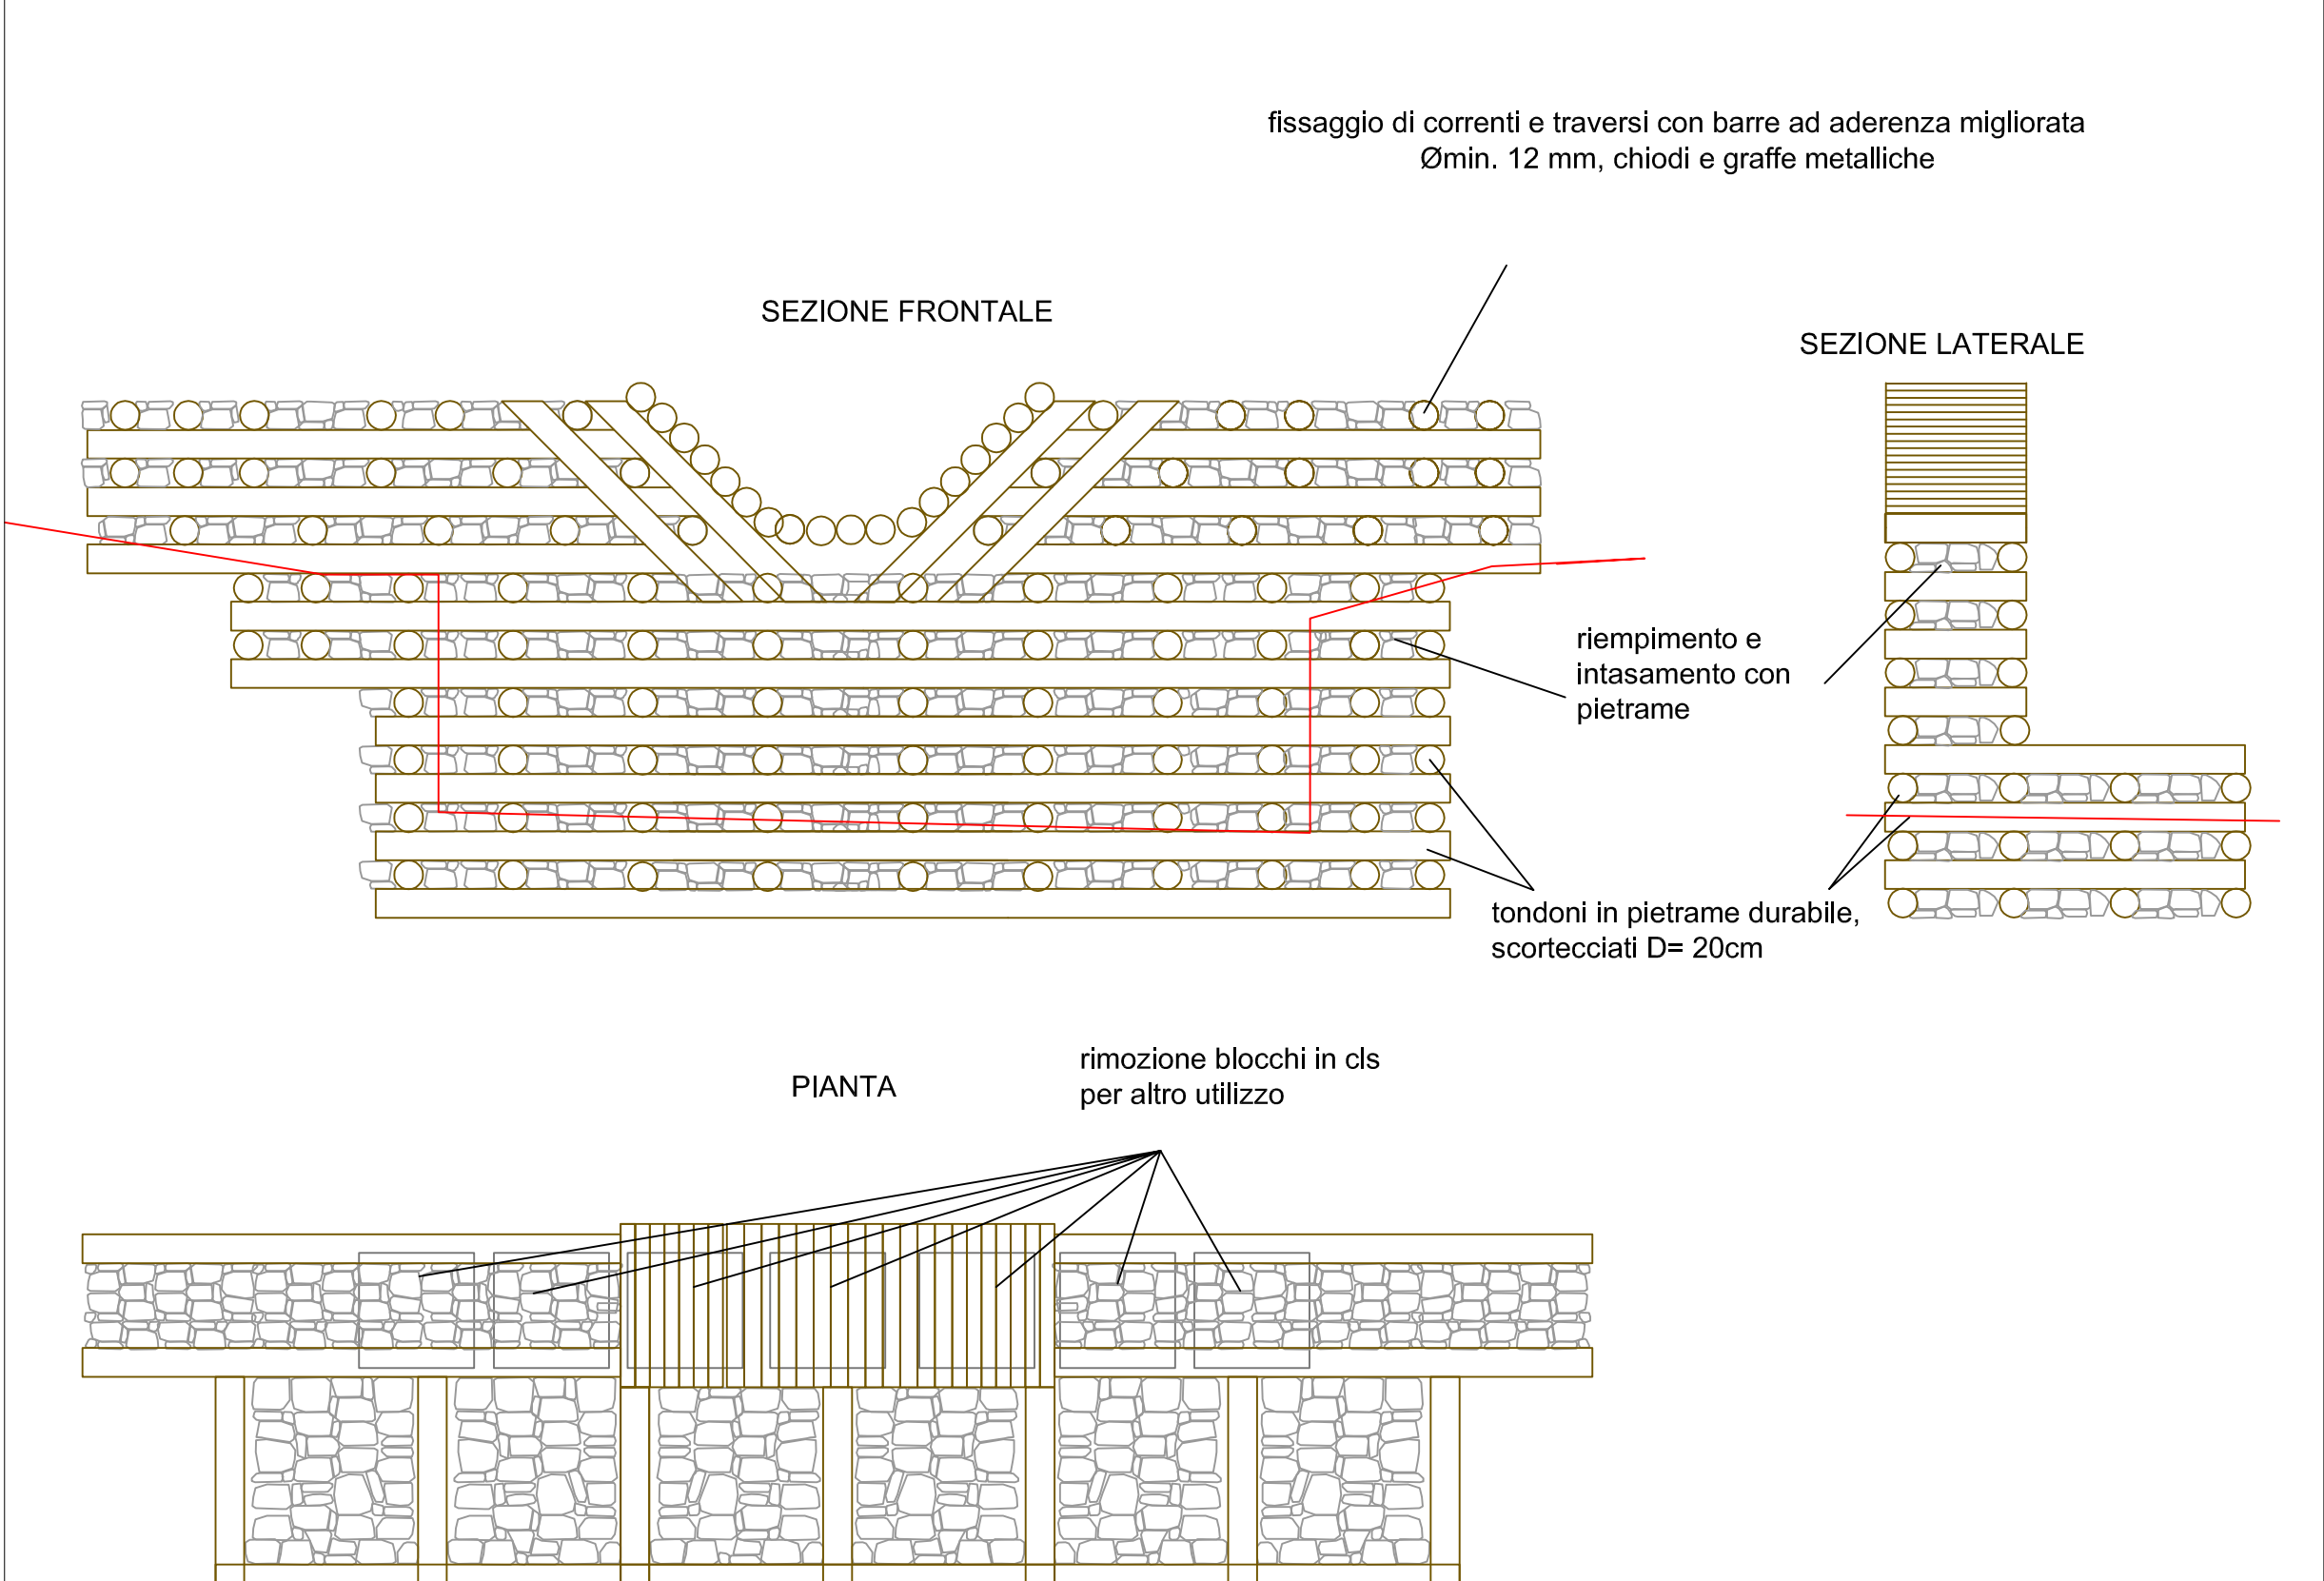 fissaggio di correnti e traversi con barre ad aderenza migliorata
Ømin. 12 mm, chiodi e graffe metalliche
SEZIONE FRONTALE
SEZIONE LATERALE
riempimento e
intasamento con
pietrame
tondoni in pietrame durabile,
scortecciati D= 20cm
rimozione blocchi in cls
per altro utilizzo
PIANTA